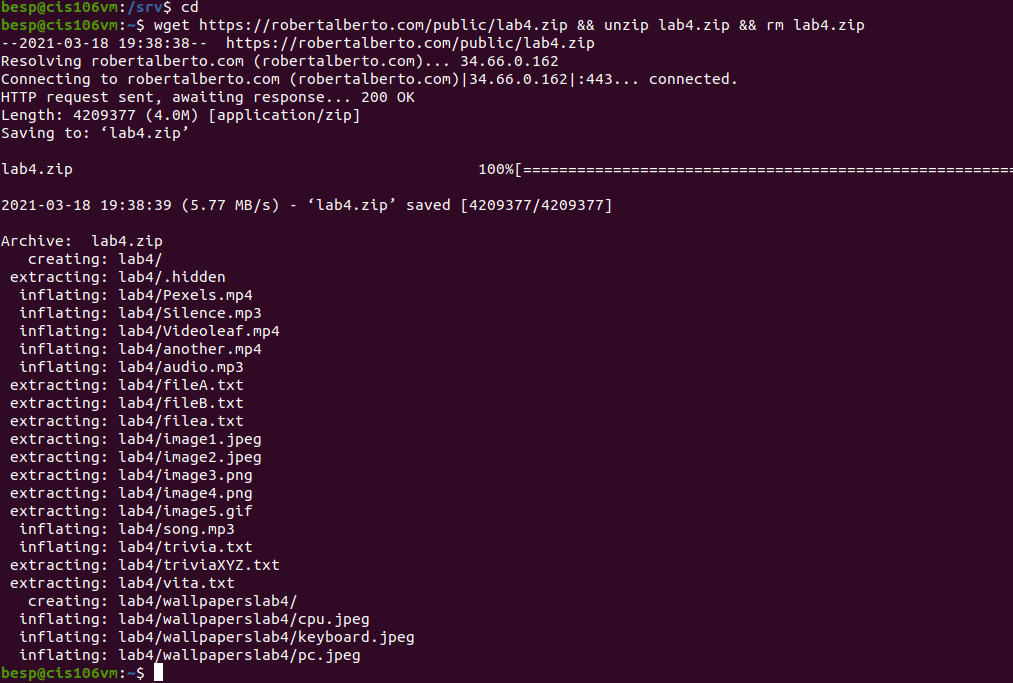 besp@cis106vm:/srv$ cd
besp@cis106vm:~$ wget https://robertalberto.com/public/lab4.zip && unzip lab4.zip && rm lab4.zip
--2021-03-18 19:38:38--  https://robertalberto.com/public/lab4.zip
Resolving robertalberto.com (robertalberto.com)... 34.66.0.162
Connecting to robertalberto.com (robertalberto.com)|34.66.0.162|:443... connected.
HTTP request sent, awaiting response... 200 OK
Length: 4209377 (4.0M) [application/zip]
Saving to: ‘lab4.zip’
lab4.zip                                             100%[=======================================================
2021-03-18 19:38:39 (5.77 MB/s) - ‘lab4.zip’ saved [4209377/4209377]
Archive:  lab4.zip
   creating: lab4/
 extracting: lab4/.hidden
  inflating: lab4/Pexels.mp4
  inflating: lab4/Silence.mp3
  inflating: lab4/Videoleaf.mp4
  inflating: lab4/another.mp4
  inflating: lab4/audio.mp3
 extracting: lab4/fileA.txt
 extracting: lab4/fileB.txt
 extracting: lab4/filea.txt
 extracting: lab4/image1.jpeg
 extracting: lab4/image2.jpeg
 extracting: lab4/image3.png
 extracting: lab4/image4.png
 extracting: lab4/image5.gif
  inflating: lab4/song.mp3
  inflating: lab4/trivia.txt
 extracting: lab4/triviaXYZ.txt
 extracting: lab4/vita.txt
   creating: lab4/wallpaperslab4/
  inflating: lab4/wallpaperslab4/cpu.jpeg
  inflating: lab4/wallpaperslab4/keyboard.jpeg
  inflating: lab4/wallpaperslab4/pc.jpeg
besp@cis106vm:~$